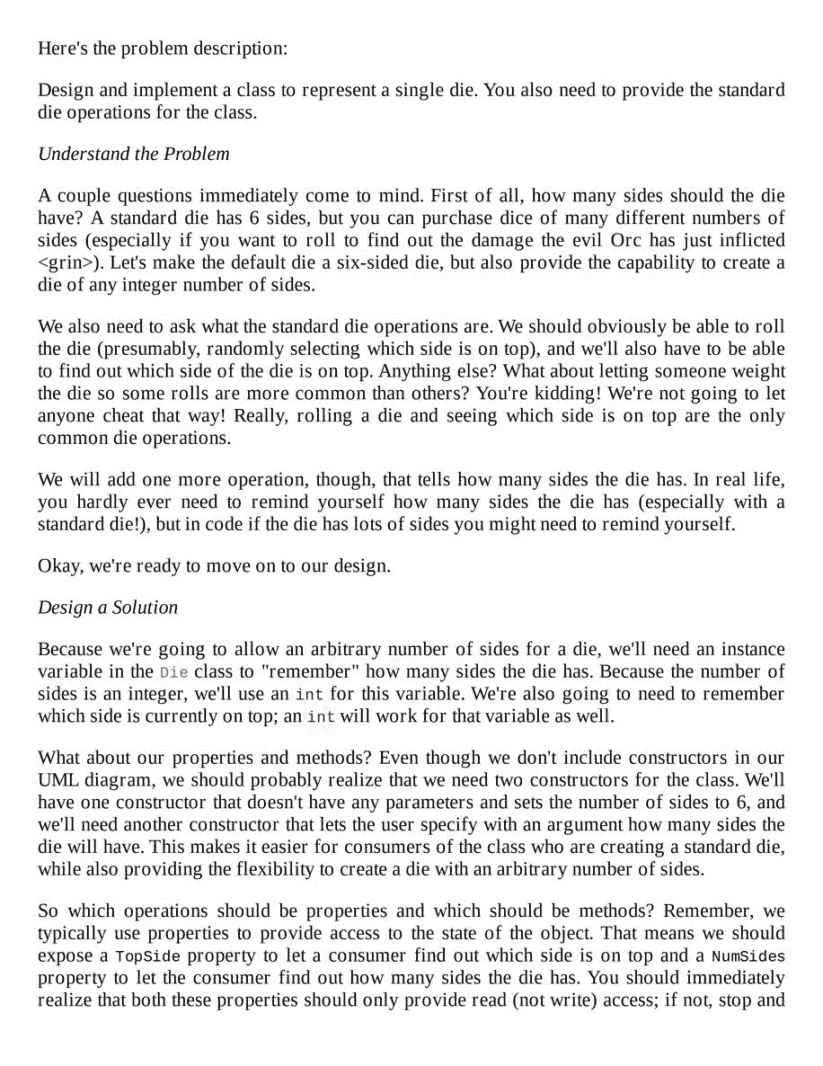 Here's the problem description:
Design and implement a class to represent a single die. You also need to provide the standard
die operations for the class.
Understand the Problem
A couple questions immediately come to mind. First of all, how many sides should the die
have? A standard die has 6 sides, but you can purchase dice of many different numbers of
sides (especially if you want to roll to find out the damage the evil Orc has just inflicted
<grin>). Let's make the default die a six-sided die, but also provide the capability to create a
die of any integer number of sides.
We also need to ask what the standard die operations are. We should obviously be able to roll
the die (presumably, randomly selecting which side is on top), and we'll also have to be able
to find out which side of the die is on top. Anything else? What about letting someone weight
the die so some rolls are more common than others? You're kidding! We're not going to let
anyone cheat that way! Really, rolling a die and seeing which side is on top are the only
common die operations.
We will add one more operation, though, that tells how many sides the die has. In real life,
you hardly ever need to remind yourself how many sides the die has (especially with a
standard die!), but in code if the die has lots of sides you might need to remind yourself.
Okay, we're ready to move on to our design.
Design a Solution
Because we're going to allow an arbitrary number of sides for a die, we'll need an instance
variable in the Die class to "remember" how many sides the die has. Because the number of
sides is an integer, we'll use an int for this variable. We're also going to need to remember
which side is currently on top; an int will work for that variable as well.
What about our properties and methods? Even though we don't include constructors in our
UML diagram, we should probably realize that we need two constructors for the class. We'll
have one constructor that doesn't have any parameters and sets the number of sides to 6, and
we'll need another constructor that lets the user specify with an argument how many sides the
die will have. This makes it easier for consumers of the class who are creating a standard die,
while also providing the flexibility to create a die with an arbitrary number of sides.
So which operations should be properties and which should be methods? Remember, we
typically use properties to provide access to the state of the object. That means we should
expose a TopSide property to let a consumer find out which side is on top and a NumSides
property to let the consumer find out how many sides the die has. You should immediately
realize that both these properties should only provide read (not write) access; if not, stop and